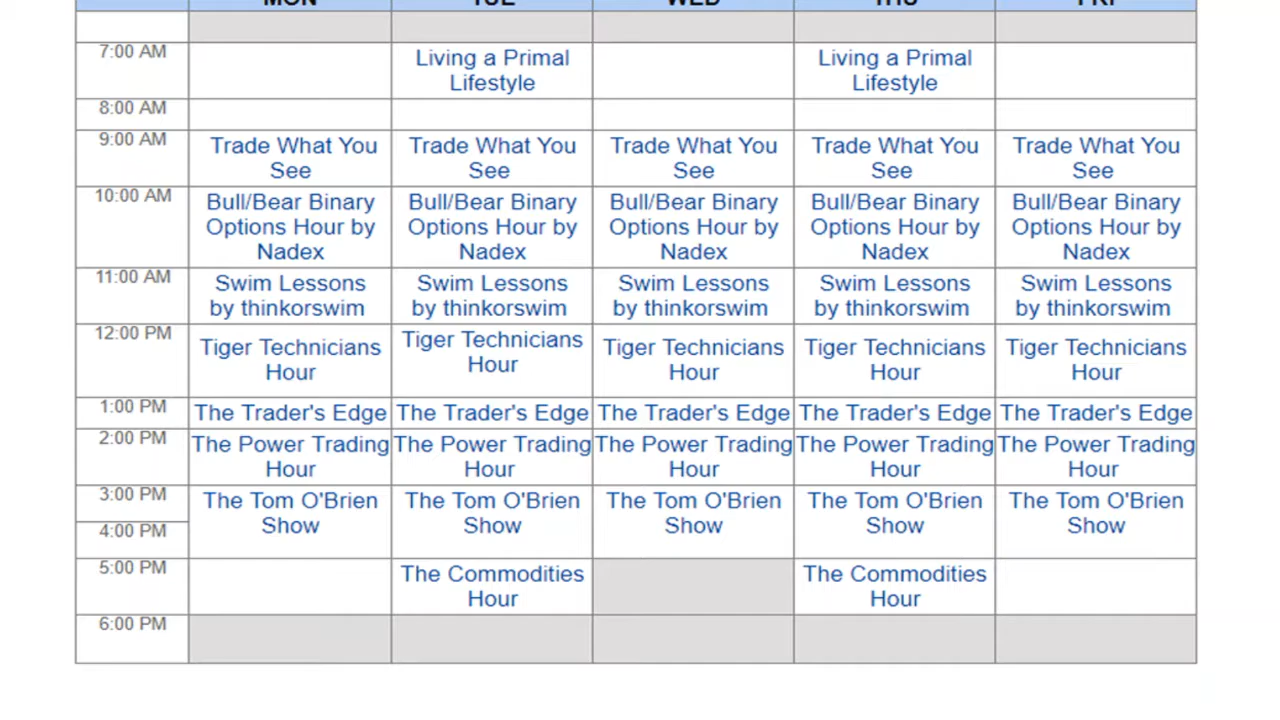 MON TUE WED THS FRI
7:00 AM
Living a Primal Lifestyle
Living a Primal Lifestyle
8:00 AM
9:00 AM
Trade What You See
Trade What You See
Trade What You See
Trade What You See
Trade What You See
10:00 AM
Bull/Bear Binary Options Hour by Nadex
Bull/Bear Binary Options Hour by Nadex
Bull/Bear Binary Options Hour by Nadex
Bull/Bear Binary Options Hour by Nadex
Bull/Bear Binary Options Hour by Nadex
11:00 AM
Swim Lessons by thinkorswim
Swim Lessons by thinkorswim
Swim Lessons by thinkorswim
Swim Lessons by thinkorswim
Swim Lessons by thinkorswim
12:00 PM
Tiger Technicians Hour
Tiger Technicians Hour
Tiger Technicians Hour
Tiger Technicians Hour
Tiger Technicians Hour
1:00 PM
The Trader's Edge
The Trader's Edge
The Trader's Edge
The Trader's Edge
The Trader's Edge
2:00 PM
The Power Trading Hour
The Power Trading Hour
The Power Trading Hour
The Power Trading Hour
The Power Trading Hour
3:00 PM
The Tom O'Brien Show
The Tom O'Brien Show
The Tom O'Brien Show
The Tom O'Brien Show
The Tom O'Brien Show
4:00 PM
5:00 PM
The Commodities Hour
The Commodities Hour
6:00 PM